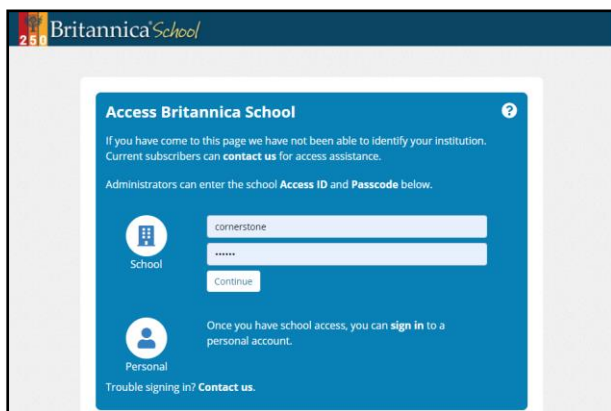 250 Britannica® School
Access Britannica School ?
If you have come to this page we have not been able to identify your institution.
Current subscribers can contact us for access assistance.
Administrators can enter the school Access ID and Passcode below.
cornerstone
••••••
School
Continue
Once you have school access, you can sign in to a
personal account.
Personal
Trouble signing in? Contact us.